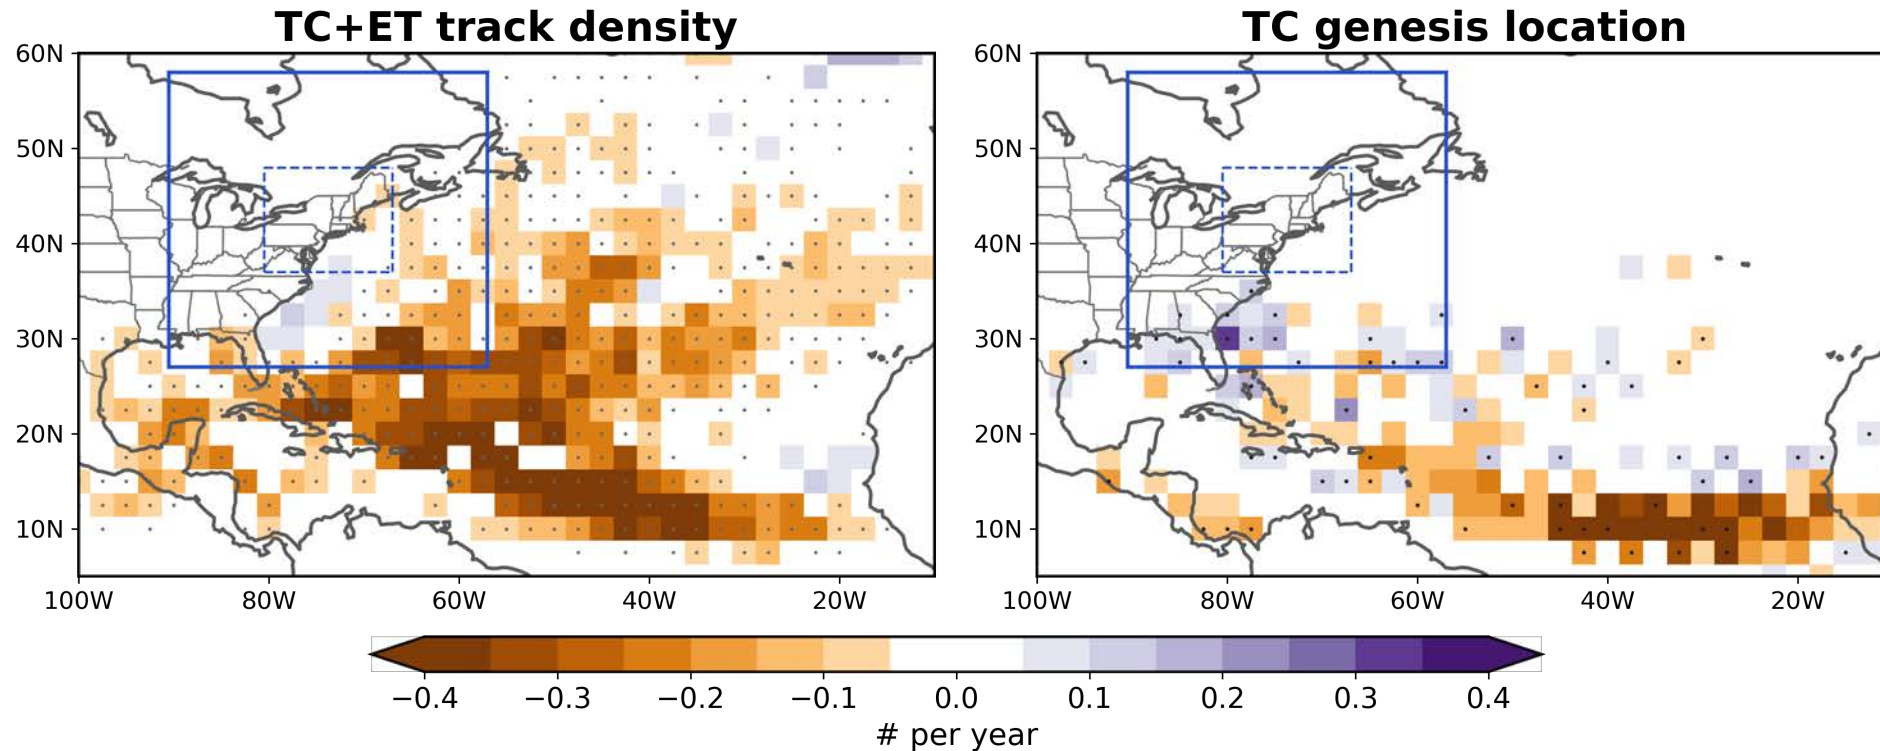 TC+ET track density
TC genesis location
60N
50N
40N
30N
20N
10N
100W 80W 60W 40W 20W
60N
50N
40N
30N
20N
10N
100W 80W 60W 40W 20W
−0.4 −0.3 −0.2 −0.1 0.0 0.1 0.2 0.3 0.4
# per year